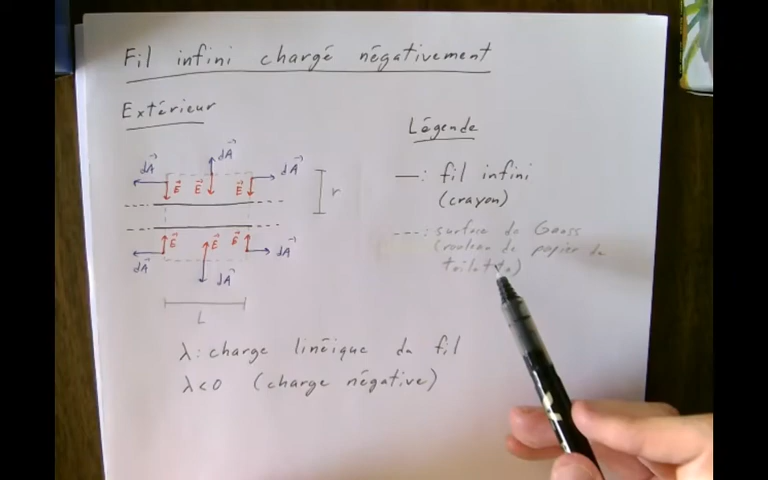 Fil infini chargé négativement
Extérieur
Légende
dA dA dA
E E E
r
E E E
dA dA dA
L
—: fil infini
(crayon)
---: surface de Gauss
(rouleau de papier de
toilette)
λ: charge linéique du fil
λ<0 (charge négative)